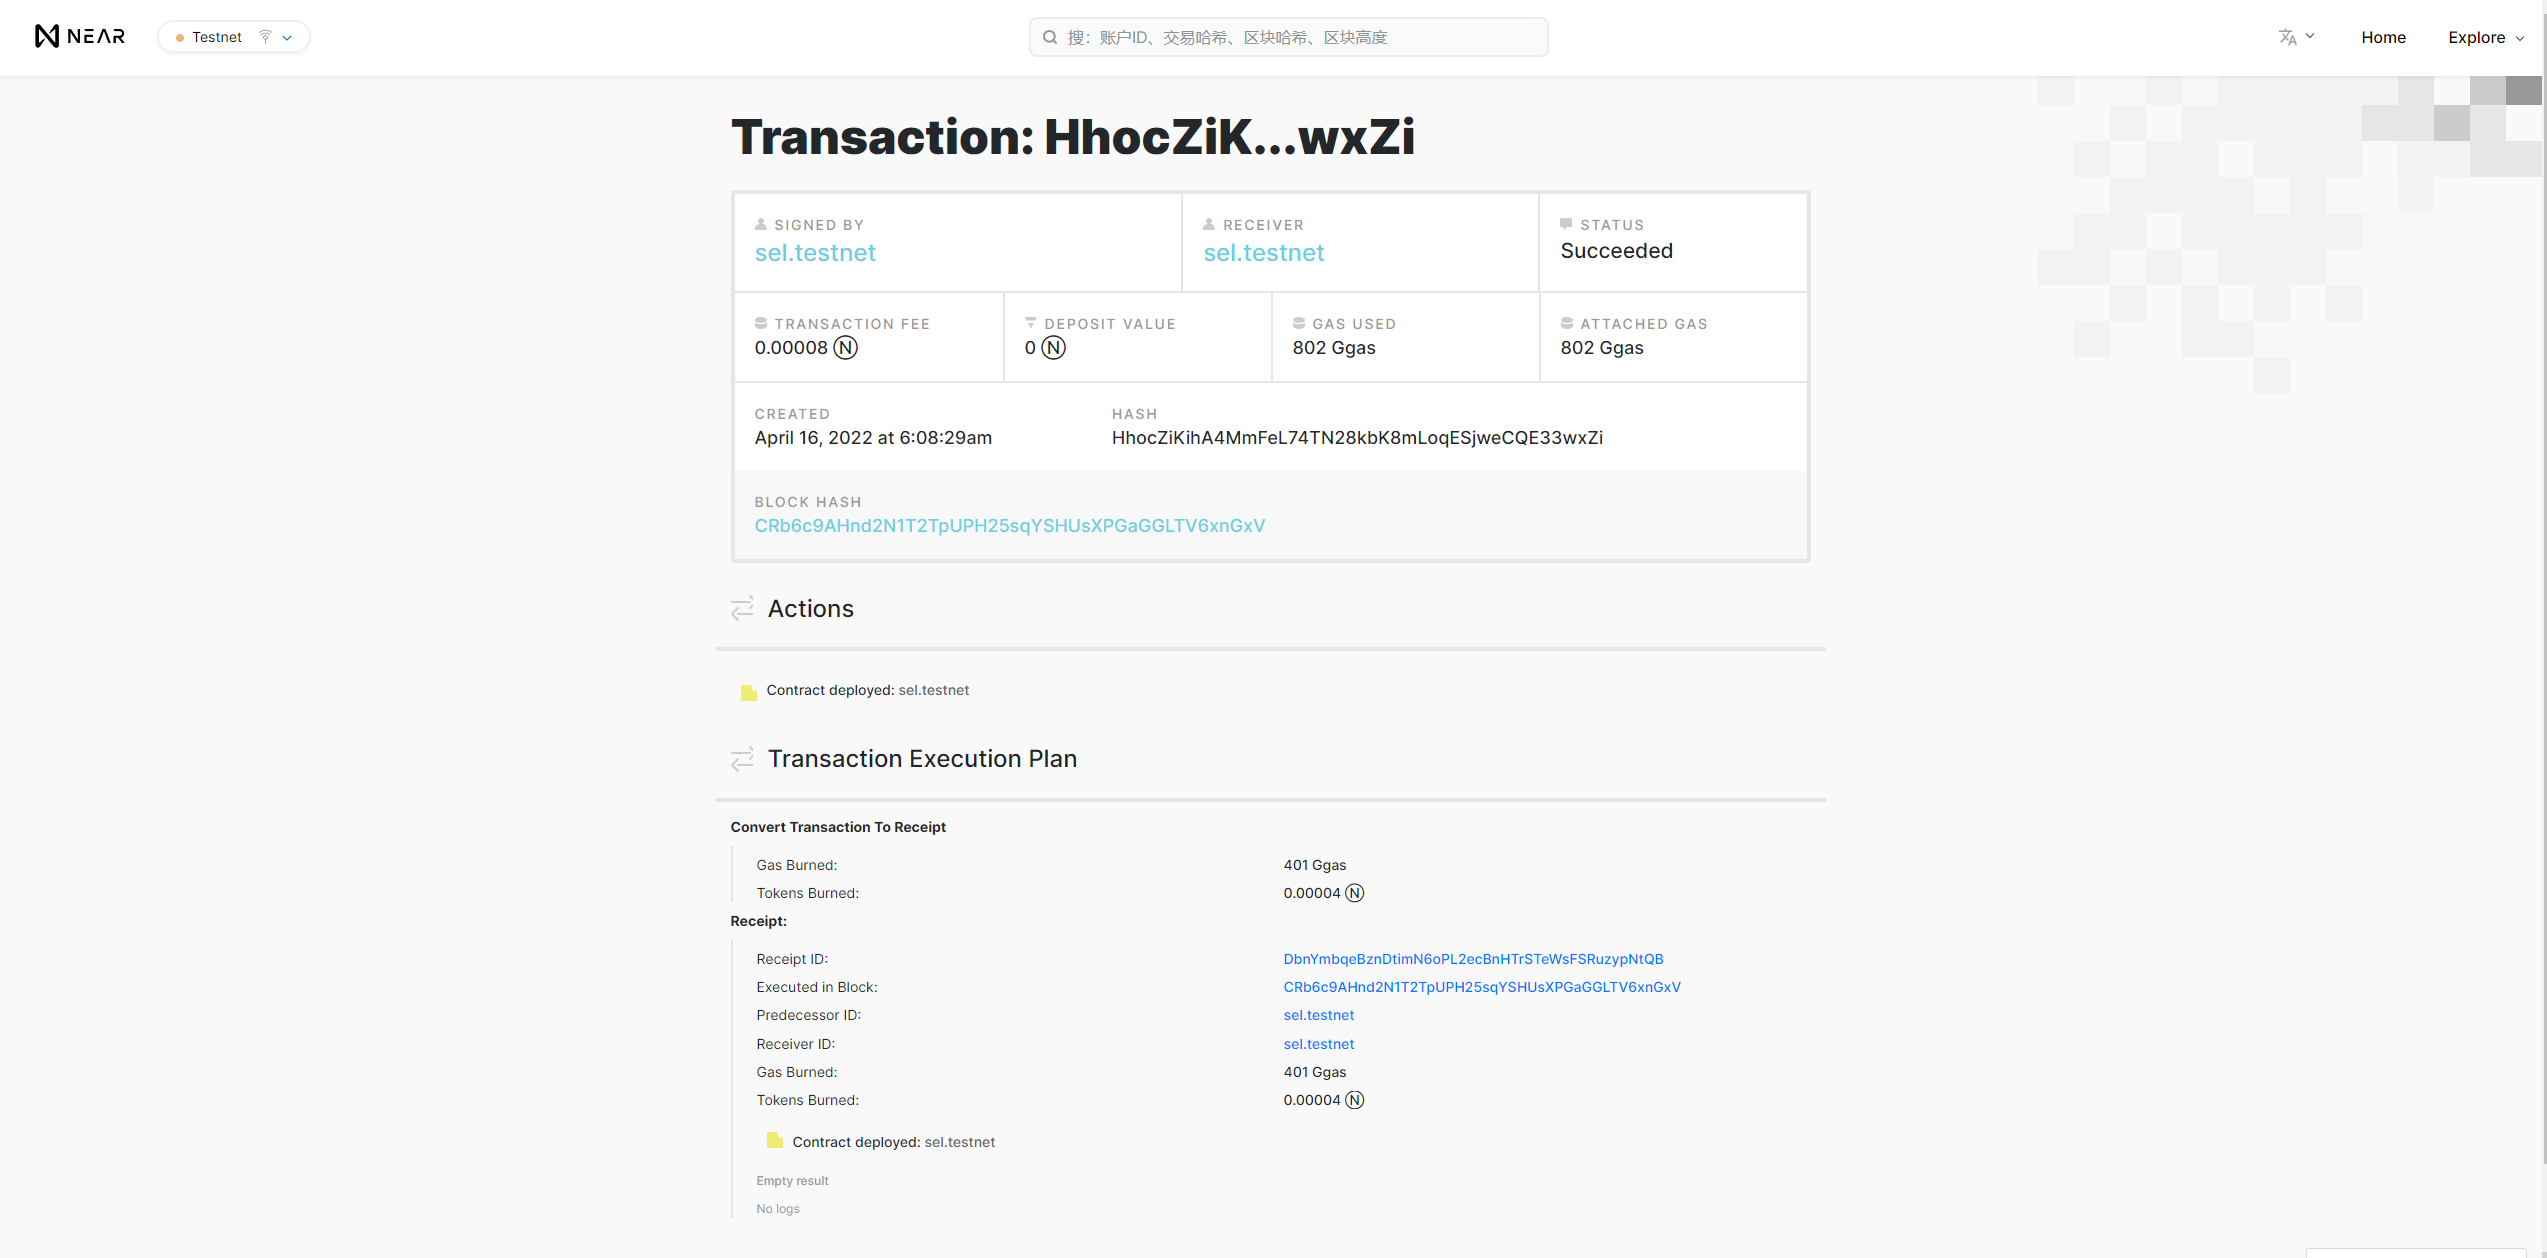 NEAR
Testnet
搜：账户ID、交易哈希、区块哈希、区块高度
Home
Explore
Transaction: HhocZiK...wxZi
SIGNED BY
sel.testnet
RECEIVER
sel.testnet
STATUS
Succeeded
TRANSACTION FEE
0.00008 Ⓝ
DEPOSIT VALUE
0 Ⓝ
GAS USED
802 Ggas
ATTACHED GAS
802 Ggas
CREATED
April 16, 2022 at 6:08:29am
HASH
HhocZiKihA4MmFeL74TN28kbK8mLoqESjweCQE33wxZi
BLOCK HASH
CRb6c9AHnd2N1T2TpUPH25sqYSHUsXPGaGGLTV6xnGxV
Actions
Contract deployed: sel.testnet
Transaction Execution Plan
Convert Transaction To Receipt
Gas Burned: 401 Ggas
Tokens Burned: 0.00004 Ⓝ
Receipt:
Receipt ID: DbnYmbqeBznDtimN6oPL2ecBnHTrSTeWsFSRuzypNtQB
Executed in Block: CRb6c9AHnd2N1T2TpUPH25sqYSHUsXPGaGGLTV6xnGxV
Predecessor ID: sel.testnet
Receiver ID: sel.testnet
Gas Burned: 401 Ggas
Tokens Burned: 0.00004 Ⓝ
Contract deployed: sel.testnet
Empty result
No logs